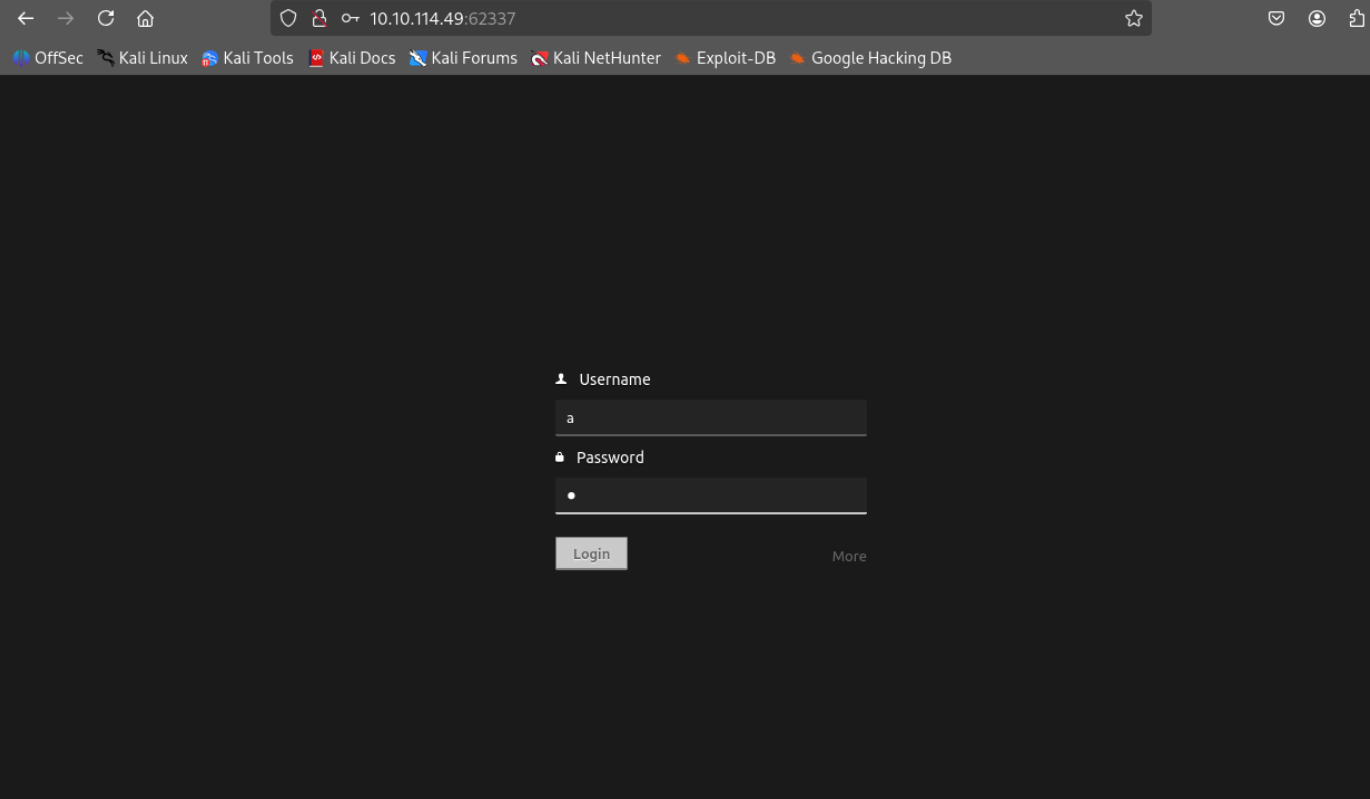 10.10.114.49:62337
OffSec Kali Linux Kali Tools Kali Docs Kali Forums Kali NetHunter Exploit-DB Google Hacking DB
Username
a
Password
Login More